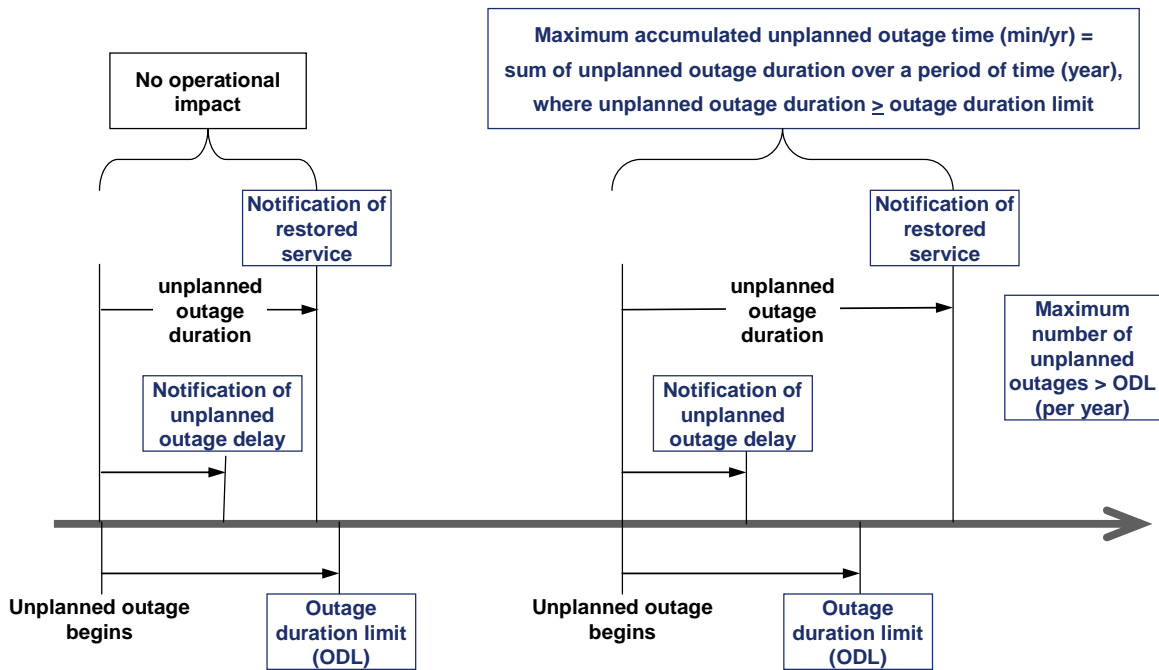 No operational
impact
Maximum accumulated unplanned outage time (min/yr) =
sum of unplanned outage duration over a period of time (year),
where unplanned outage duration ≥ outage duration limit
Notification of
restored
service
Notification of
restored
service
unplanned
outage
duration
unplanned
outage
duration
Maximum
number of
unplanned
outages > ODL
(per year)
Notification of
unplanned
outage delay
Notification of
unplanned
outage delay
Unplanned outage
begins
Outage
duration limit
(ODL)
Unplanned outage
begins
Outage
duration limit
(ODL)